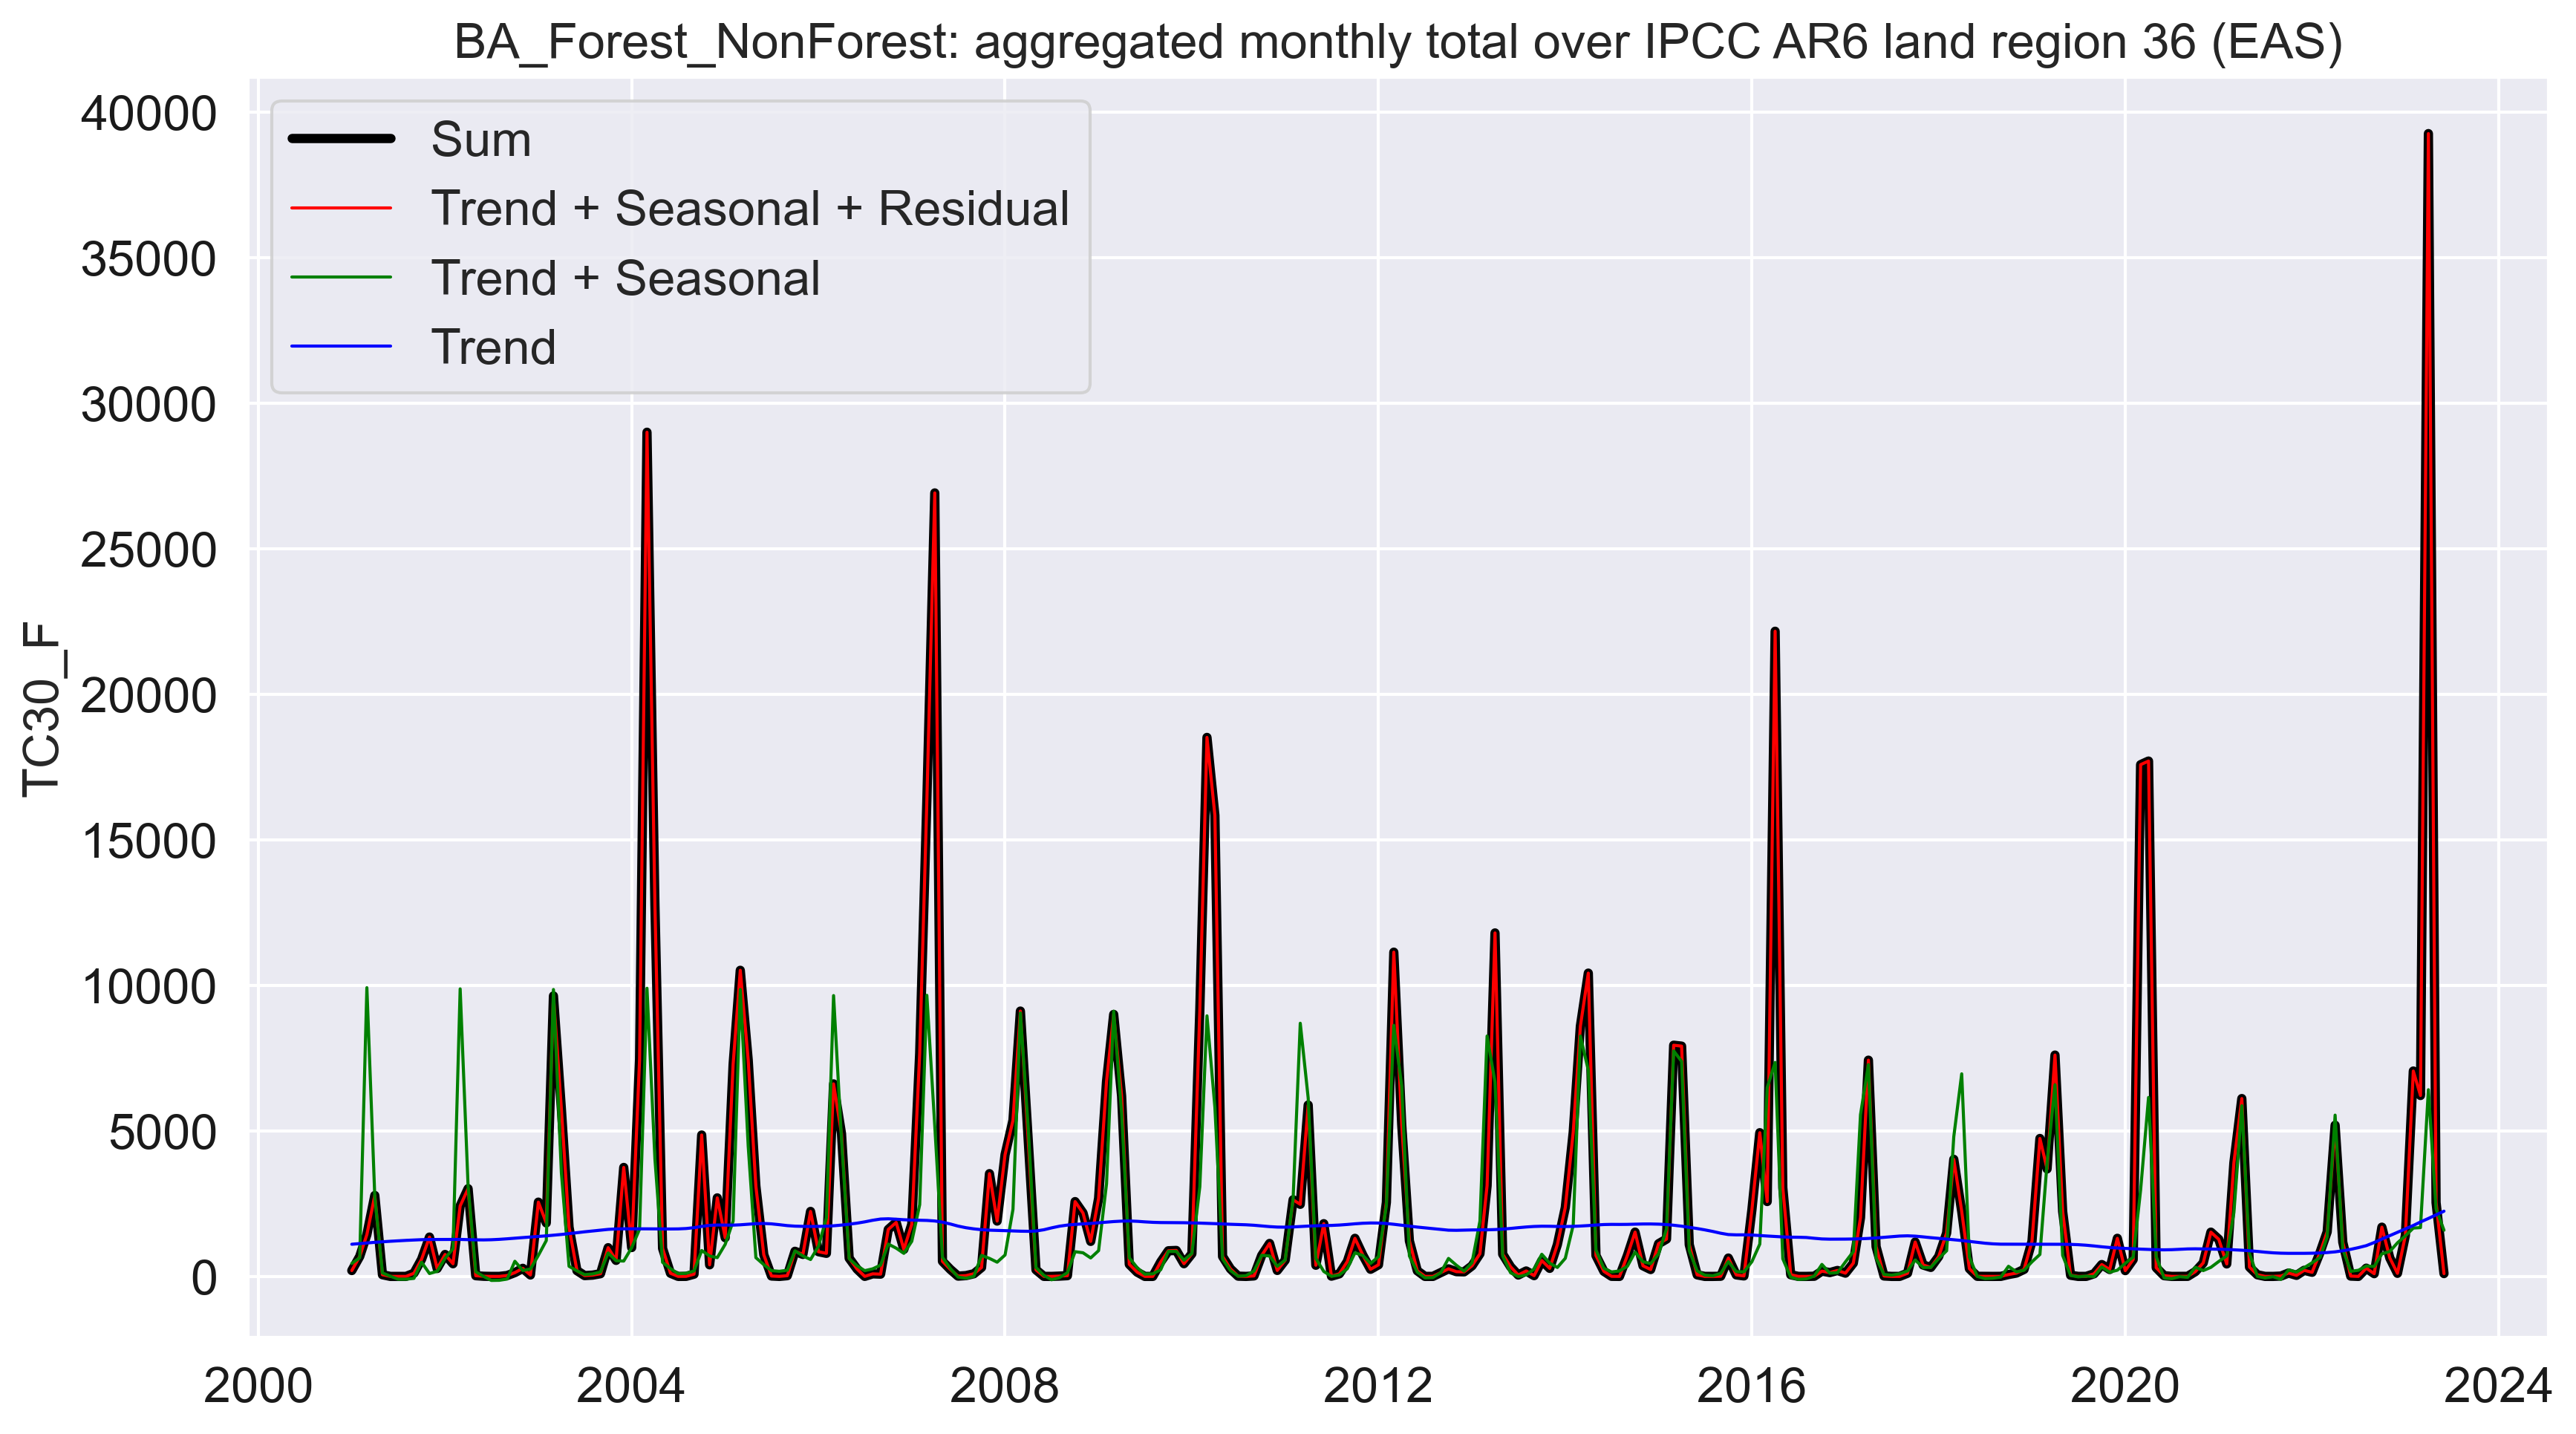 BA_Forest_NonForest: aggregated monthly total over IPCC AR6 land region 36 (EAS)
Sum
Trend + Seasonal + Residual
Trend + Seasonal
Trend
TC30_F
40000
35000
30000
25000
20000
15000
10000
5000
0
2000 2004 2008 2012 2016 2020 2024